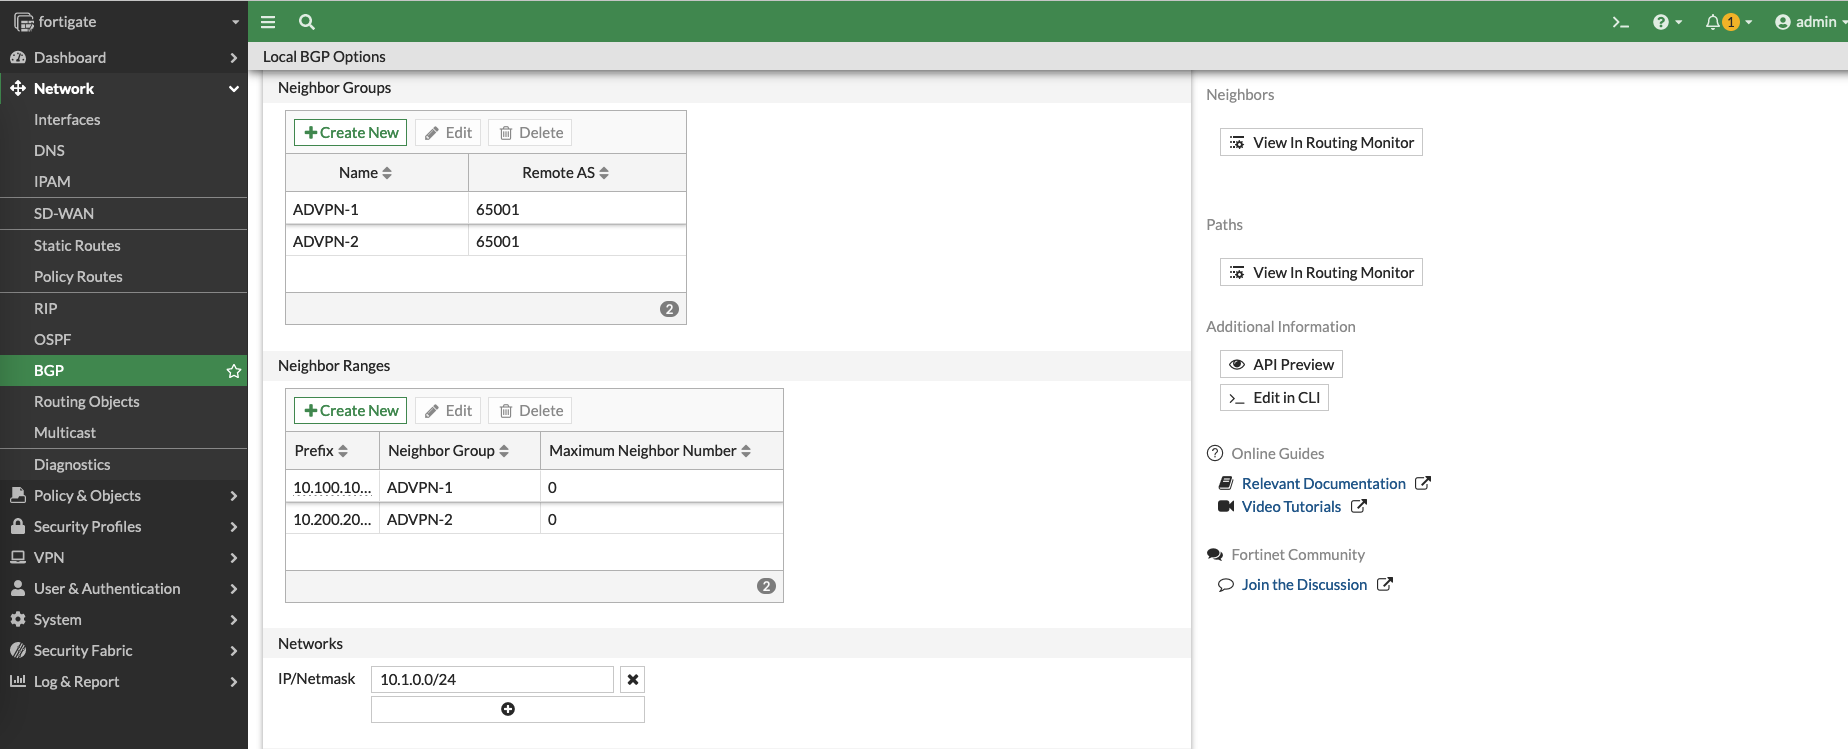 fortigate
1
admin
Dashboard
Network
Interfaces
DNS
IPAM
SD-WAN
Static Routes
Policy Routes
RIP
OSPF
BGP
Routing Objects
Multicast
Diagnostics
Policy & Objects
Security Profiles
VPN
User & Authentication
System
Security Fabric
Log & Report
Local BGP Options
Neighbor Groups
Create New Edit Delete
Name Remote AS
ADVPN-1 65001
ADVPN-2 65001
2
Neighbor Ranges
Create New Edit Delete
Prefix Neighbor Group Maximum Neighbor Number
10.100.10... ADVPN-1 0
10.200.20... ADVPN-2 0
2
Networks
IP/Netmask 10.1.0.0/24
Neighbors
View In Routing Monitor
Paths
View In Routing Monitor
Additional Information
API Preview
>_ Edit in CLI
Online Guides
Relevant Documentation
Video Tutorials
Fortinet Community
Join the Discussion